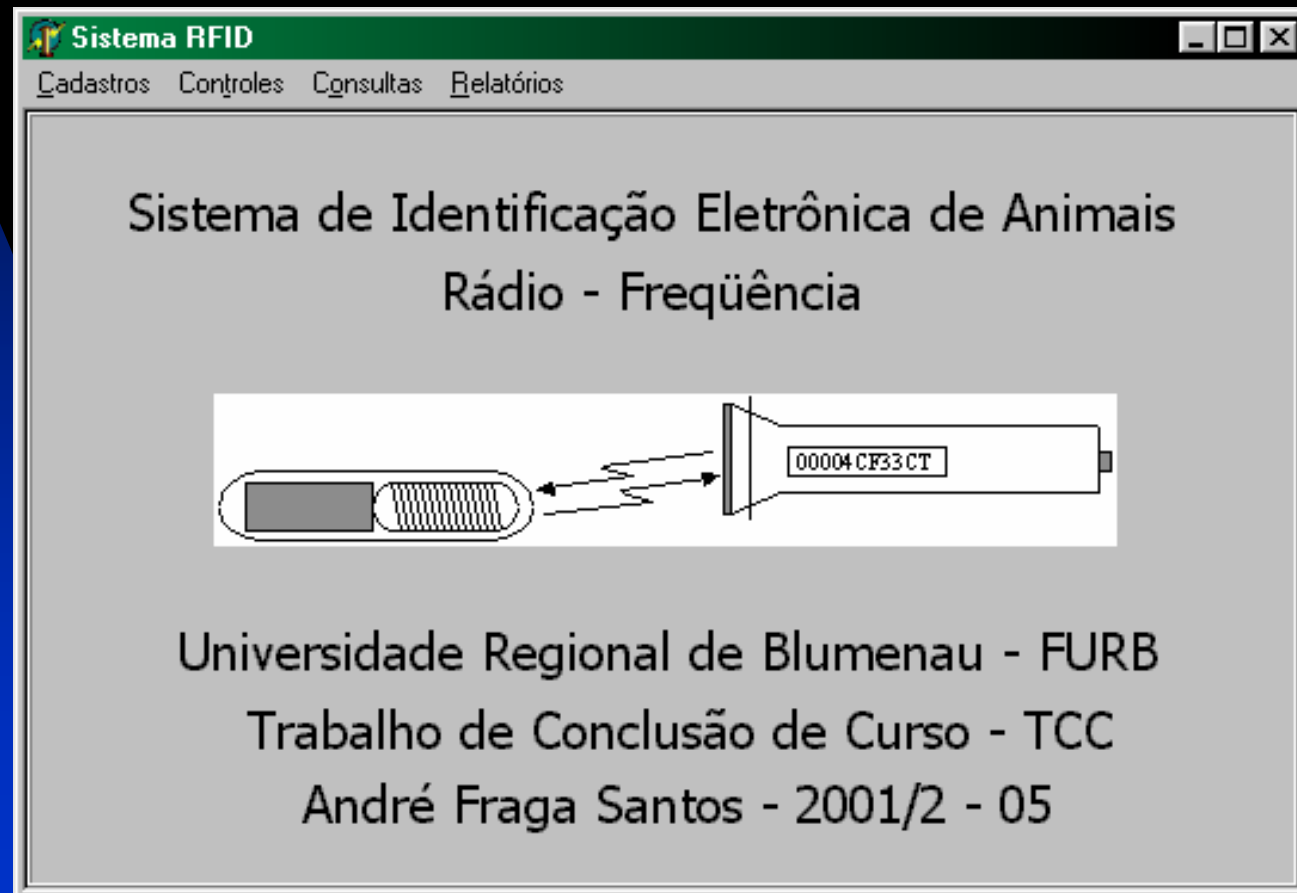 Sistema RFID
Cadastros Controles Consultas Relatórios
Sistema de Identificação Eletrônica de Animais
Rádio - Freqüência
00004CF33CT
Universidade Regional de Blumenau - FURB
Trabalho de Conclusão de Curso - TCC
André Fraga Santos - 2001/2 - 05